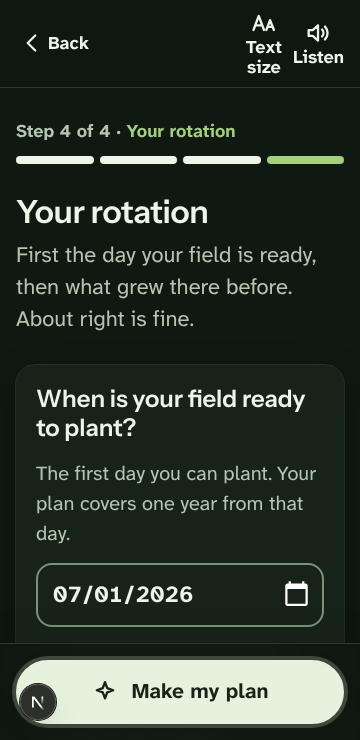 Back
Text
size
Listen
Step 4 of 4 · Your rotation
Your rotation
First the day your field is ready,
then what grew there before.
About right is fine.
When is your field ready
to plant?
The first day you can plant. Your
plan covers one year from that
day.
07/01/2026
Make my plan
N